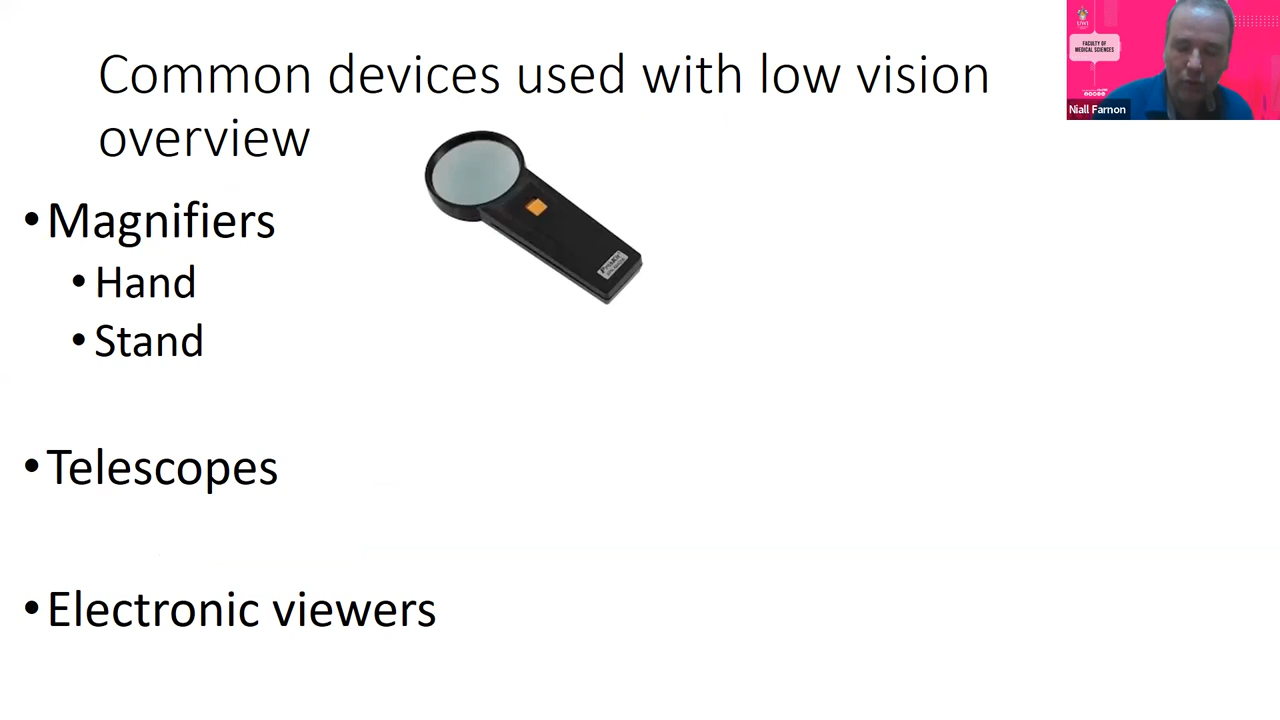 Common devices used with low vision
overview
• Magnifiers
• Hand
• Stand
• Telescopes
• Electronic viewers
UWI
FACULTY OF
MEDICAL SCIENCES
Niall Farnon